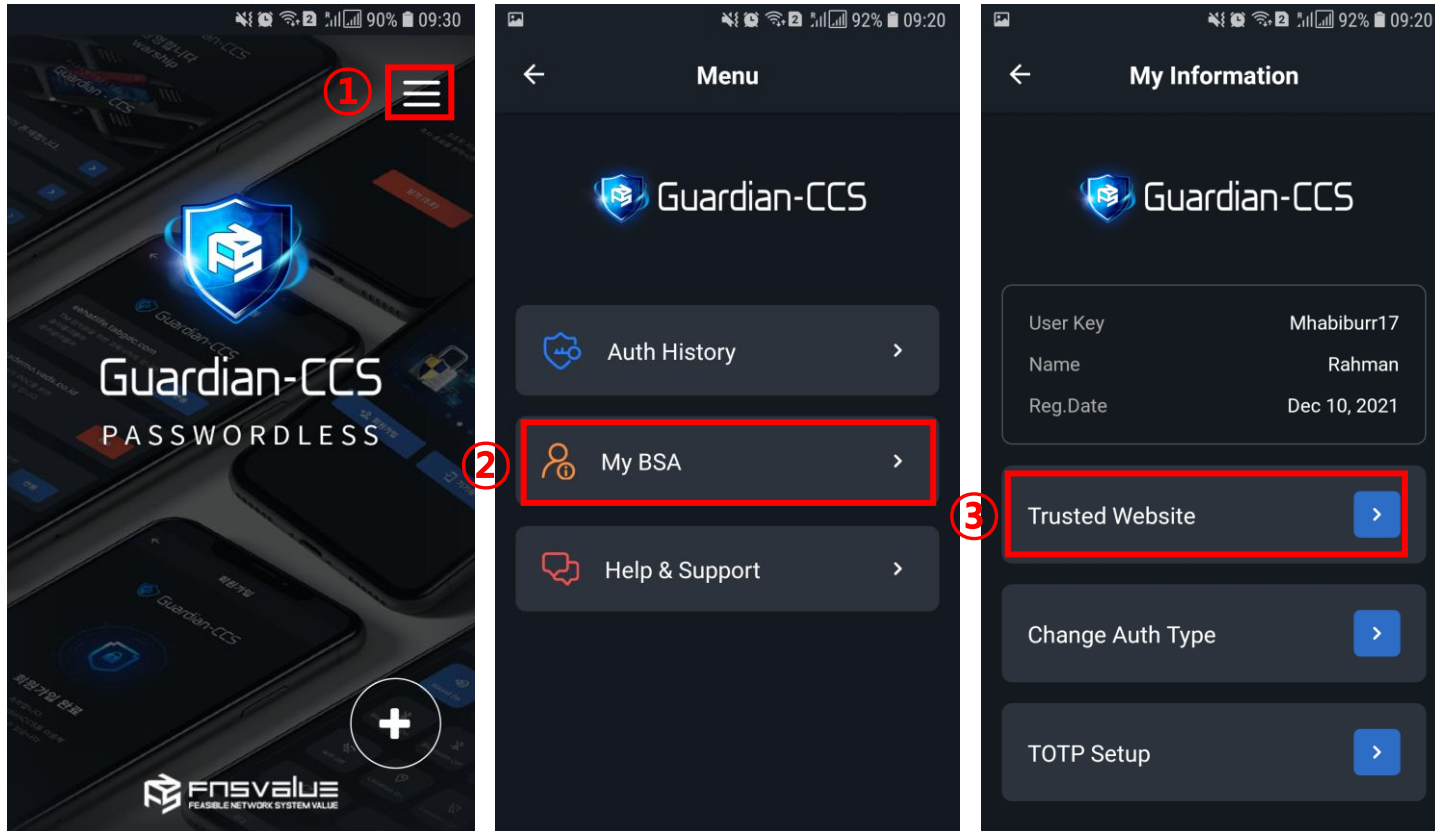 90% 09:30
①
Guardian-CCS
PASSWORDLESS
FNSVALUE
FEASIBLE NETWORK SYSTEM VALUE
92% 09:20
Menu
Guardian-CCS
Auth History
②
My BSA
Help & Support
92% 09:20
My Information
Guardian-CCS
User Key Mhabiburr17
Name Rahman
Reg.Date Dec 10, 2021
③
Trusted Website
Change Auth Type
TOTP Setup